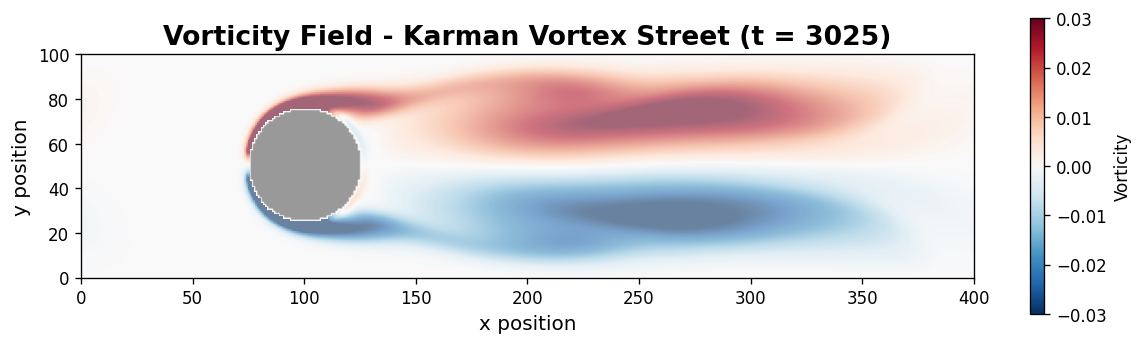 Vorticity Field - Karman Vortex Street (t = 3025)
100
80
60
40
20
0
y position
0 50 100 150 200 250 300 350 400
x position
0.03
0.02
0.01
0.00
−0.01
−0.02
−0.03
Vorticity